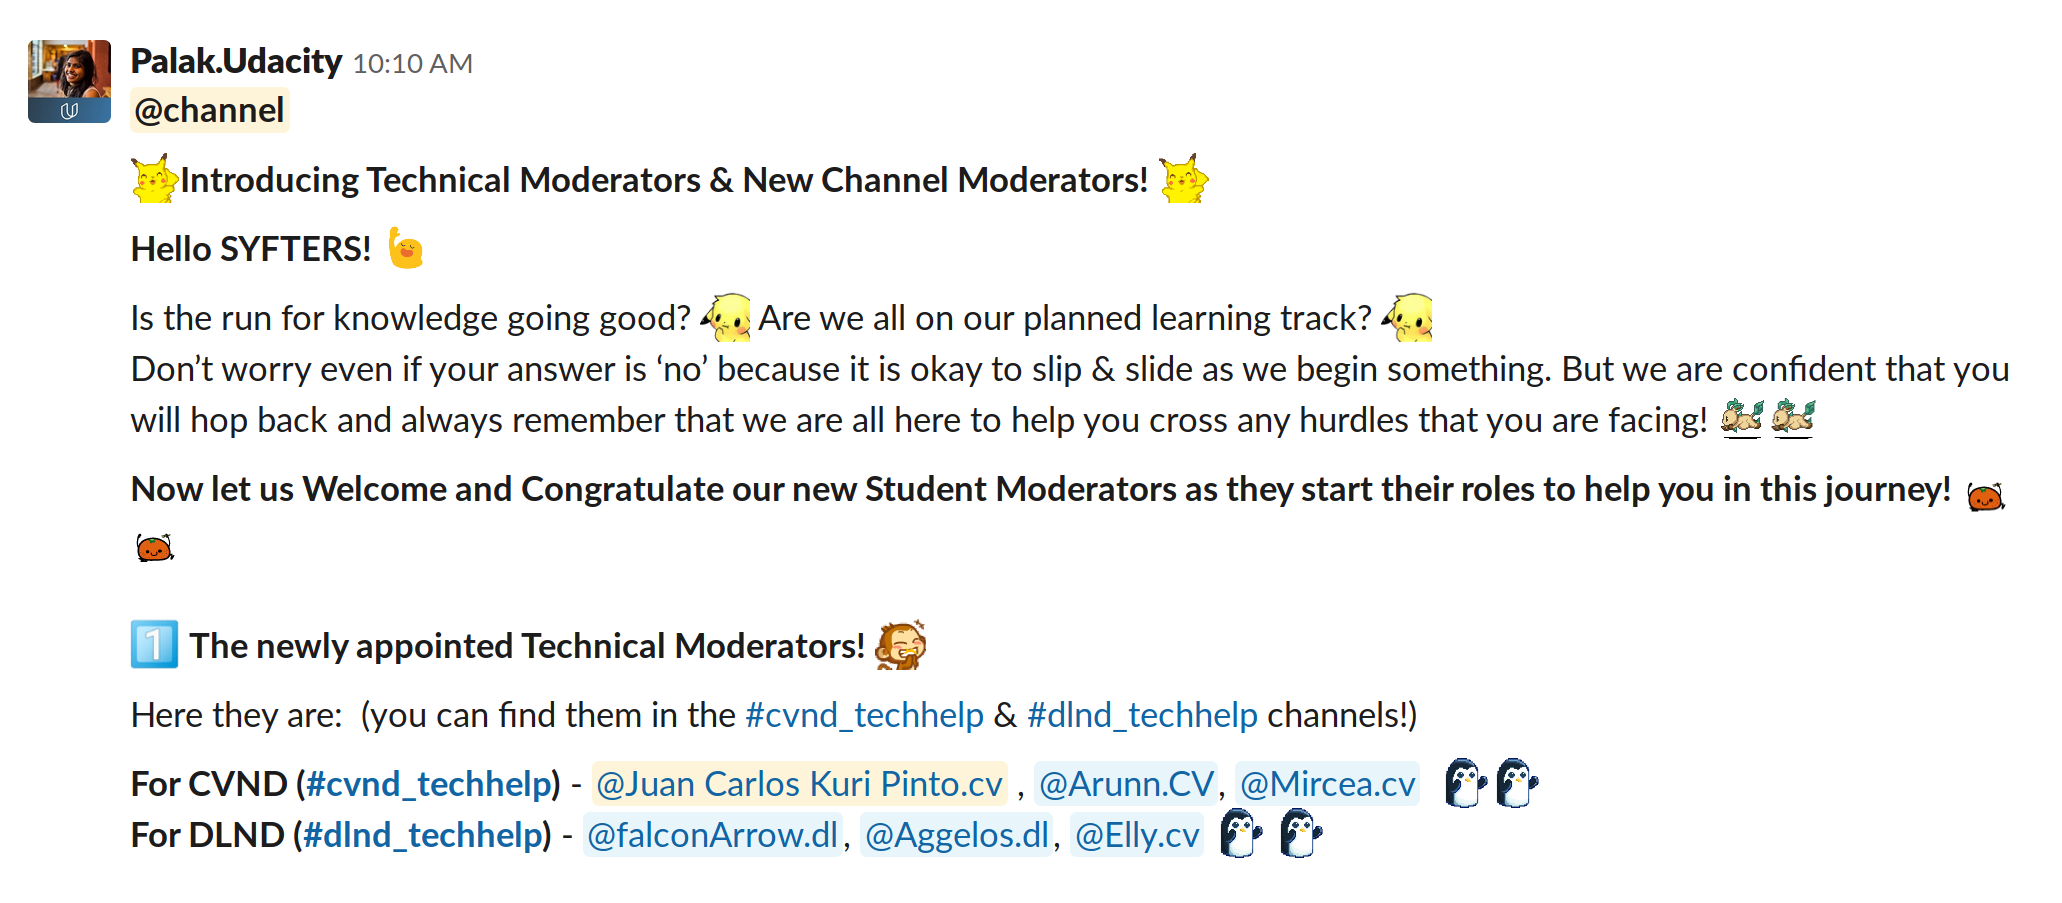 Palak.Udacity 10:10 AM
@channel
Introducing Technical Moderators & New Channel Moderators!
Hello SYFTERS!
Is the run for knowledge going good? Are we all on our planned learning track?
Don’t worry even if your answer is ‘no’ because it is okay to slip & slide as we begin something. But we are confident that you
will hop back and always remember that we are all here to help you cross any hurdles that you are facing!
Now let us Welcome and Congratulate our new Student Moderators as they start their roles to help you in this journey!
1 The newly appointed Technical Moderators!
Here they are:  (you can find them in the #cvnd_techhelp & #dlnd_techhelp channels!)
For CVND (#cvnd_techhelp) - @Juan Carlos Kuri Pinto.cv , @Arunn.CV, @Mircea.cv
For DLND (#dlnd_techhelp) - @falconArrow.dl, @Aggelos.dl, @Elly.cv